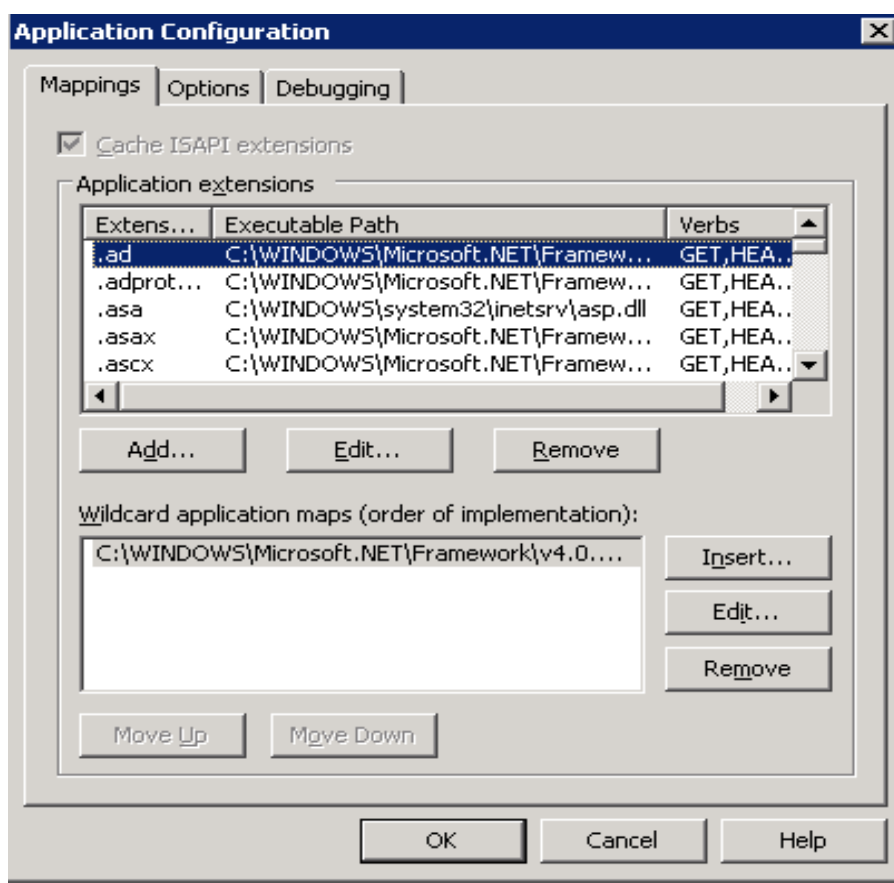 Application Configuration
Mappings Options Debugging
Cache ISAPI extensions
Application extensions
Extens... Executable Path Verbs
.ad C:\WINDOWS\Microsoft.NET\Framew... GET,HEA..
.adprot... C:\WINDOWS\Microsoft.NET\Framew... GET,HEA..
.asa C:\WINDOWS\system32\inetsrv\asp.dll GET,HEA..
.asax C:\WINDOWS\Microsoft.NET\Framew... GET,HEA..
.ascx C:\WINDOWS\Microsoft.NET\Framew... GET,HEA..
Add... Edit... Remove
Wildcard application maps (order of implementation):
C:\WINDOWS\Microsoft.NET\Framework\v4.0....
Insert...
Edit...
Remove
Move Up Move Down
OK Cancel Help